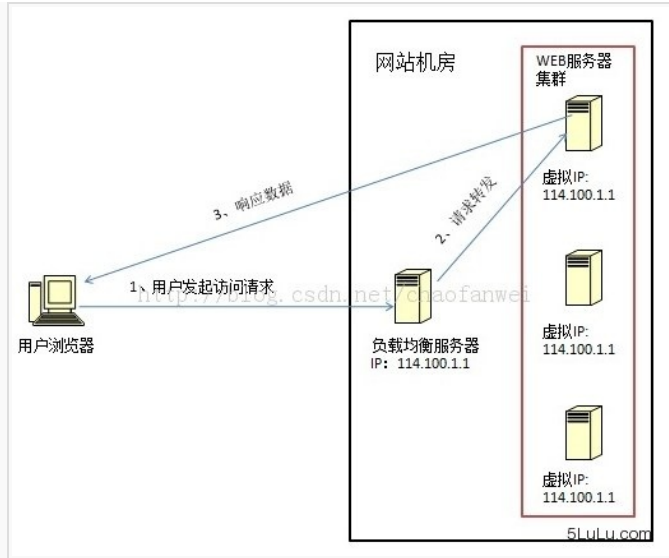 网站机房
WEB服务器
集群
虚拟IP:
114.100.1.1
3、响应数据
2、请求转发
1、用户发起访问请求
http://blog.csdn.net/chaofanwei
用户浏览器
负载均衡服务器
IP：114.100.1.1
虚拟IP:
114.100.1.1
虚拟IP:
114.100.1.1
5LuLu.com